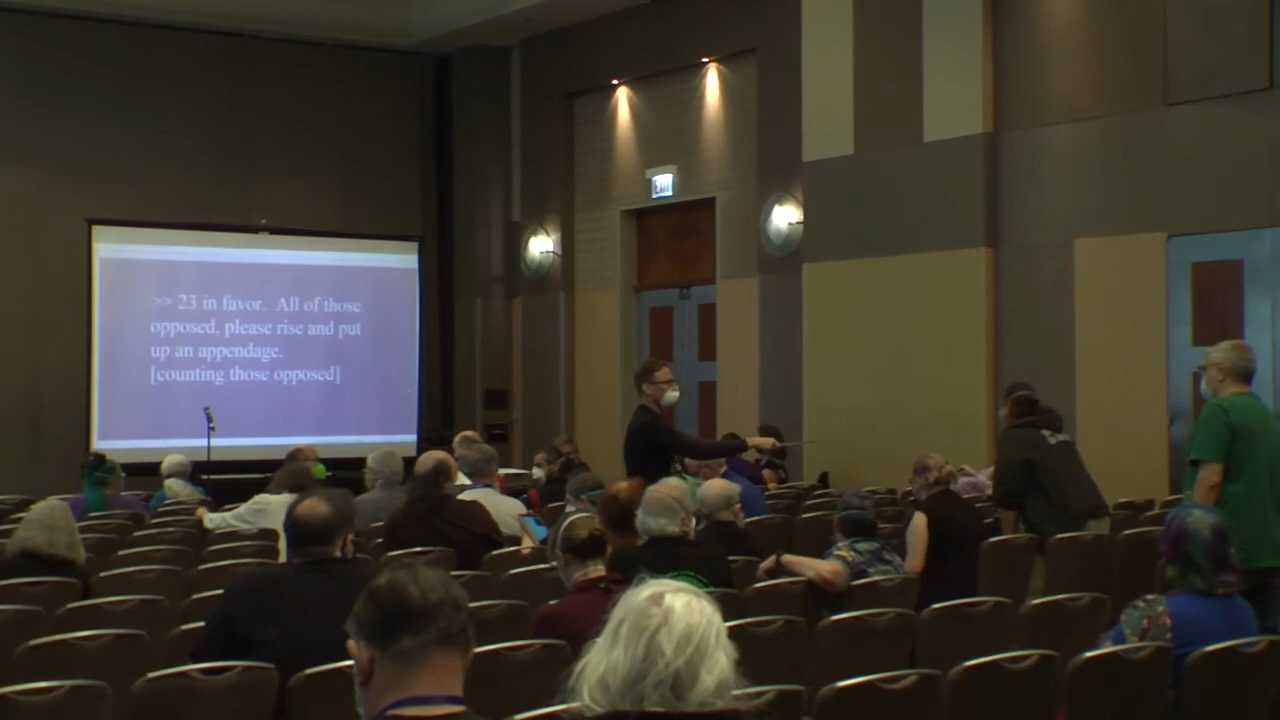 >> 23 in favor. All of those
opposed, please rise and put
up an appendage.
[counting those opposed]
EXIT